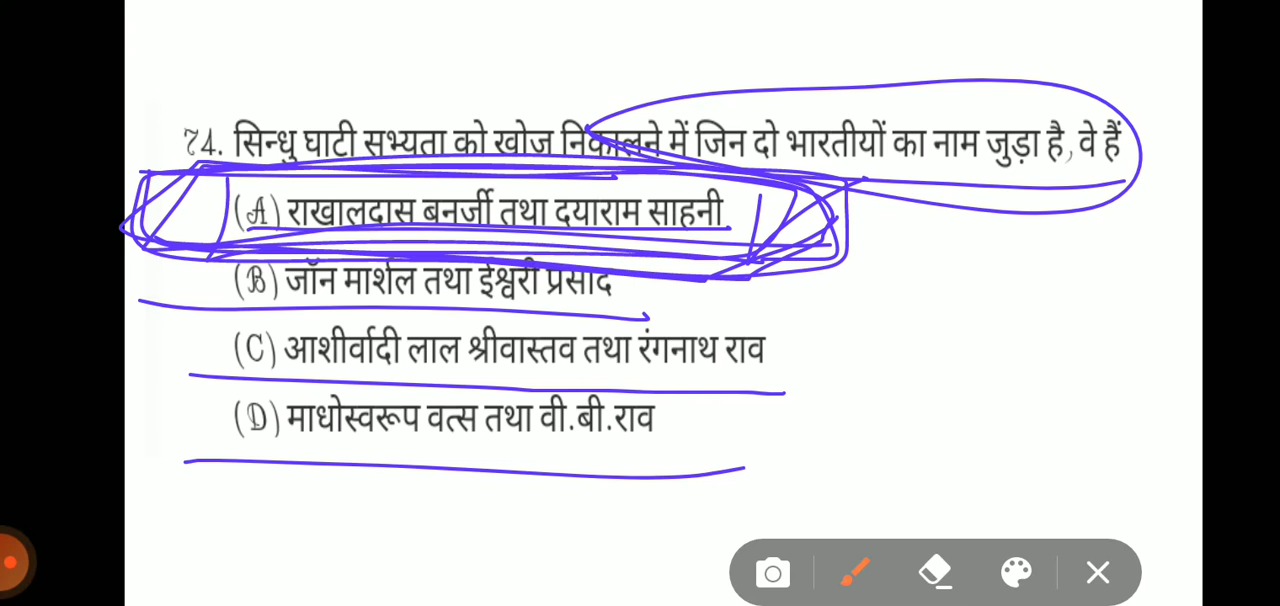 74. सिन्धु घाटी सभ्यता को खोज निकालने में जिन दो भारतीयों का नाम जुड़ा है, वे हैं
(A) राखालदास बनर्जी तथा दयाराम साहनी
(B) जॉन मार्शल तथा ईश्वरी प्रसाद
(C) आशीर्वादी लाल श्रीवास्तव तथा रंगनाथ राव
(D) माधोस्वरूप वत्स तथा वी.बी.राव